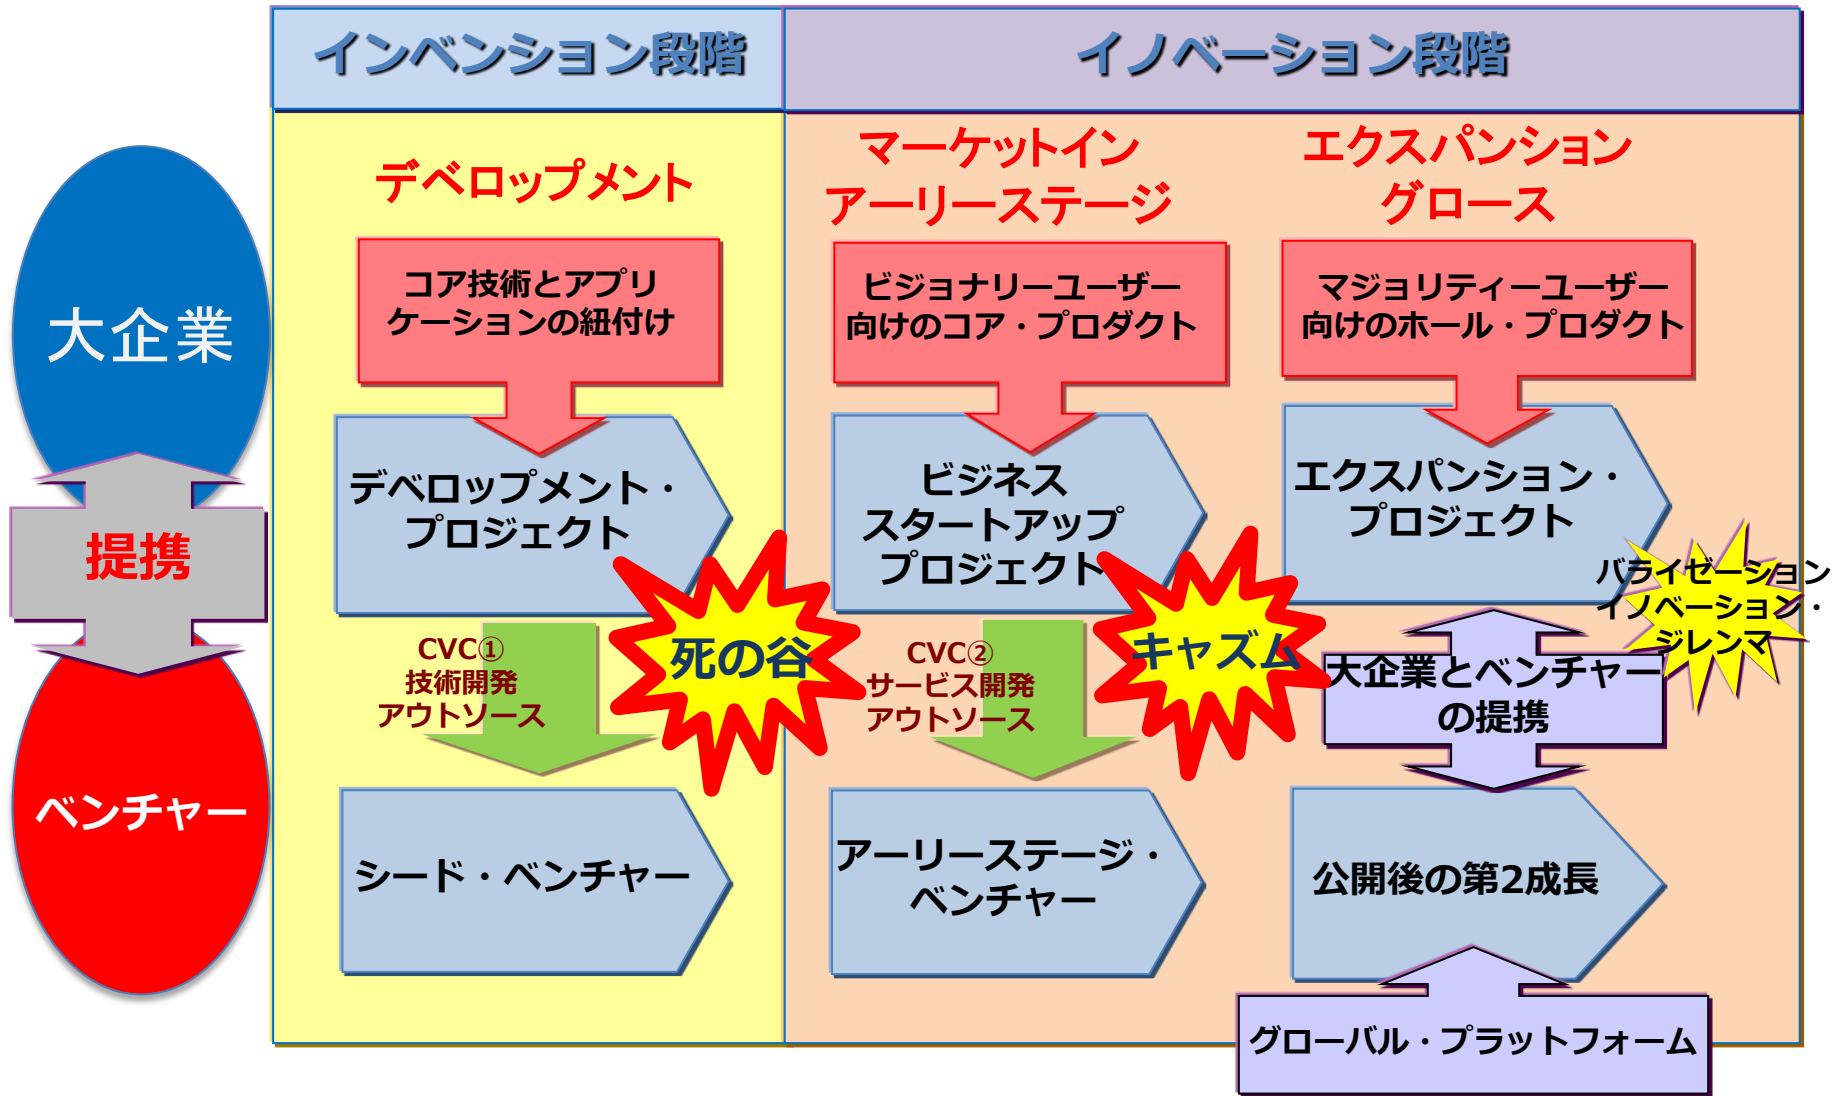 インベンション段階
イノベーション段階
デベロップメント
マーケットイン
アーリーステージ
エクスパンション
グロース
大企業
提携
ベンチャー
コア技術とアプリ
ケーションの紐付け
ビジョナリーユーザー
向けのコア・プロダクト
マジョリティーユーザー
向けのホール・プロダクト
デベロップメント・
プロジェクト
ビジネス
スタートアップ
プロジェクト
エクスパンション・
プロジェクト
バライゼーション
イノベーション・
ジレンマ
CVC①
技術開発
アウトソース
死の谷
CVC②
サービス開発
アウトソース
キャズム
大企業とベンチャー
の提携
シード・ベンチャー
アーリーステージ・
ベンチャー
公開後の第2成長
グローバル・プラットフォーム